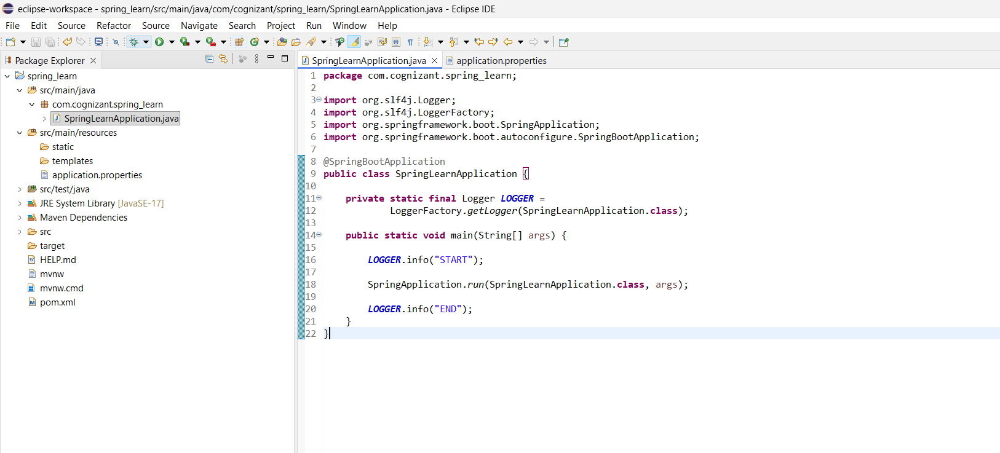 eclipse-workspace - spring_learn/src/main/java/com/cognizant/spring_learn/SpringLearnApplication.java - Eclipse IDE
File Edit Source Refactor Source Navigate Search Project Run Window Help
Package Explorer
spring_learn
src/main/java
com.cognizant.spring_learn
SpringLearnApplication.java
src/main/resources
static
templates
application.properties
src/test/java
JRE System Library [JavaSE-17]
Maven Dependencies
src
target
HELP.md
mvnw
mvnw.cmd
pom.xml
SpringLearnApplication.java application.properties
1 package com.cognizant.spring_learn;
2
3 import org.slf4j.Logger;
4 import org.slf4j.LoggerFactory;
5 import org.springframework.boot.SpringApplication;
6 import org.springframework.boot.autoconfigure.SpringBootApplication;
7
8 @SpringBootApplication
9 public class SpringLearnApplication {
10
11 private static final Logger LOGGER =
12 LoggerFactory.getLogger(SpringLearnApplication.class);
13
14 public static void main(String[] args) {
15
16 LOGGER.info("START");
17
18 SpringApplication.run(SpringLearnApplication.class, args);
19
20 LOGGER.info("END");
21 }
22 }